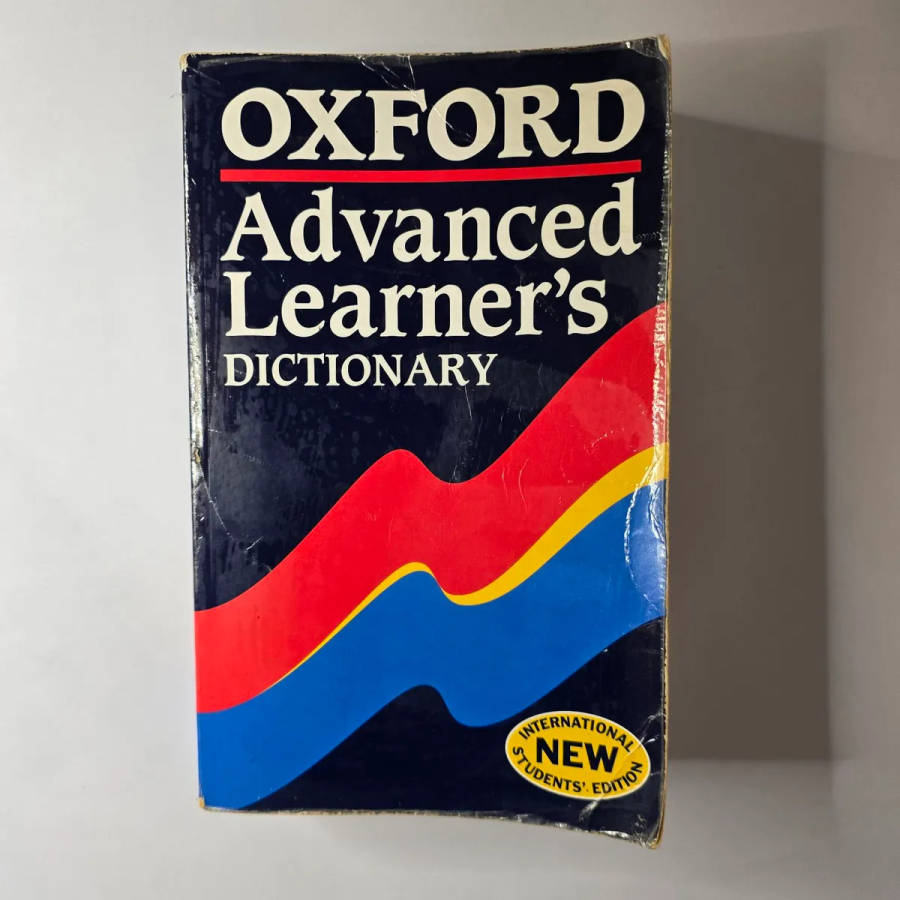 OXFORD
Advanced
Learner's
DICTIONARY
INTERNATIONAL
NEW
STUDENTS' EDITION